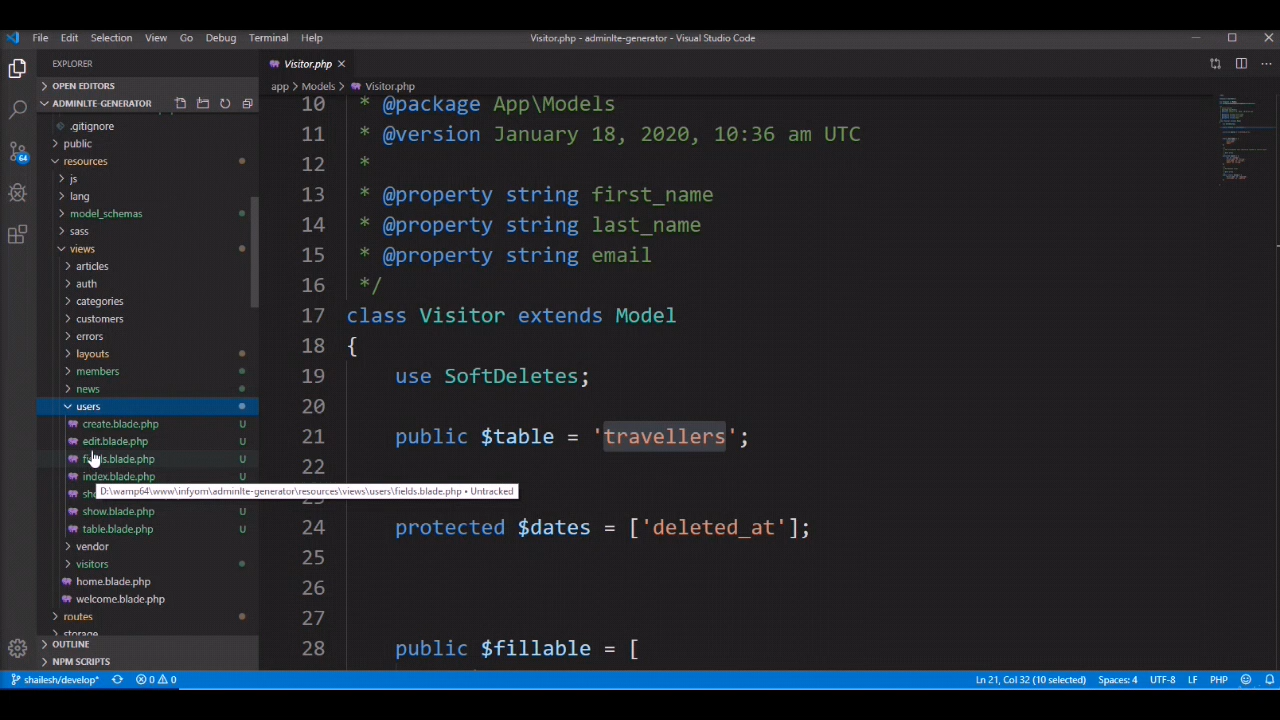 File Edit Selection View Go Debug Terminal Help
Visitor.php - adminlte-generator - Visual Studio Code
EXPLORER
OPEN EDITORS
ADMINLTE-GENERATOR
.gitignore
public
resources
js
lang
model_schemas
sass
views
articles
auth
categories
customers
errors
layouts
members
news
users
create.blade.php U
edit.blade.php U
fields.blade.php U
index.blade.php U
D:\wamp64\www\infyom\adminlte-generator\resources\views\users\fields.blade.php • Untracked
show.blade.php U
table.blade.php U
vendor
visitors
home.blade.php
welcome.blade.php
routes
storage
OUTLINE
NPM SCRIPTS
64
Visitor.php
app > Models > Visitor.php
10 * @package App\Models
11 * @version January 18, 2020, 10:36 am UTC
12 *
13 * @property string first_name
14 * @property string last_name
15 * @property string email
16 */
17 class Visitor extends Model
18 {
19 use SoftDeletes;
20
21 public $table = 'travellers';
22
24 protected $dates = ['deleted_at'];
25
26
27
28 public $fillable = [
shailesh/develop* 0 0
Ln 21, Col 32 (10 selected) Spaces: 4 UTF-8 LF PHP